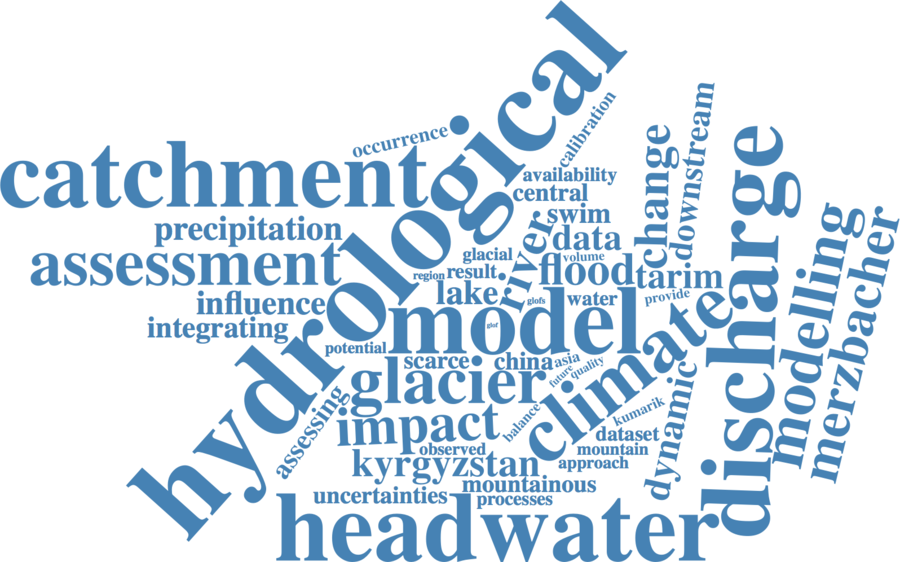 hydrological
occurrence
calibration
catchment
availability
central
change
downstream
discharge
precipitation
swim
river
data
modelling
merzbacher
assessment
glacial
volume
region
result
flood
tarim
influence
lake
glofs
water
provide
integrating
model
glof
climate
potential
scarce
china
asia
future
quality
glacier
dynamic
assessing
impact
balance
kumarik
dataset
observed
mountain
kyrgyzstan
approach
mountainous
uncertainties
processes
headwater